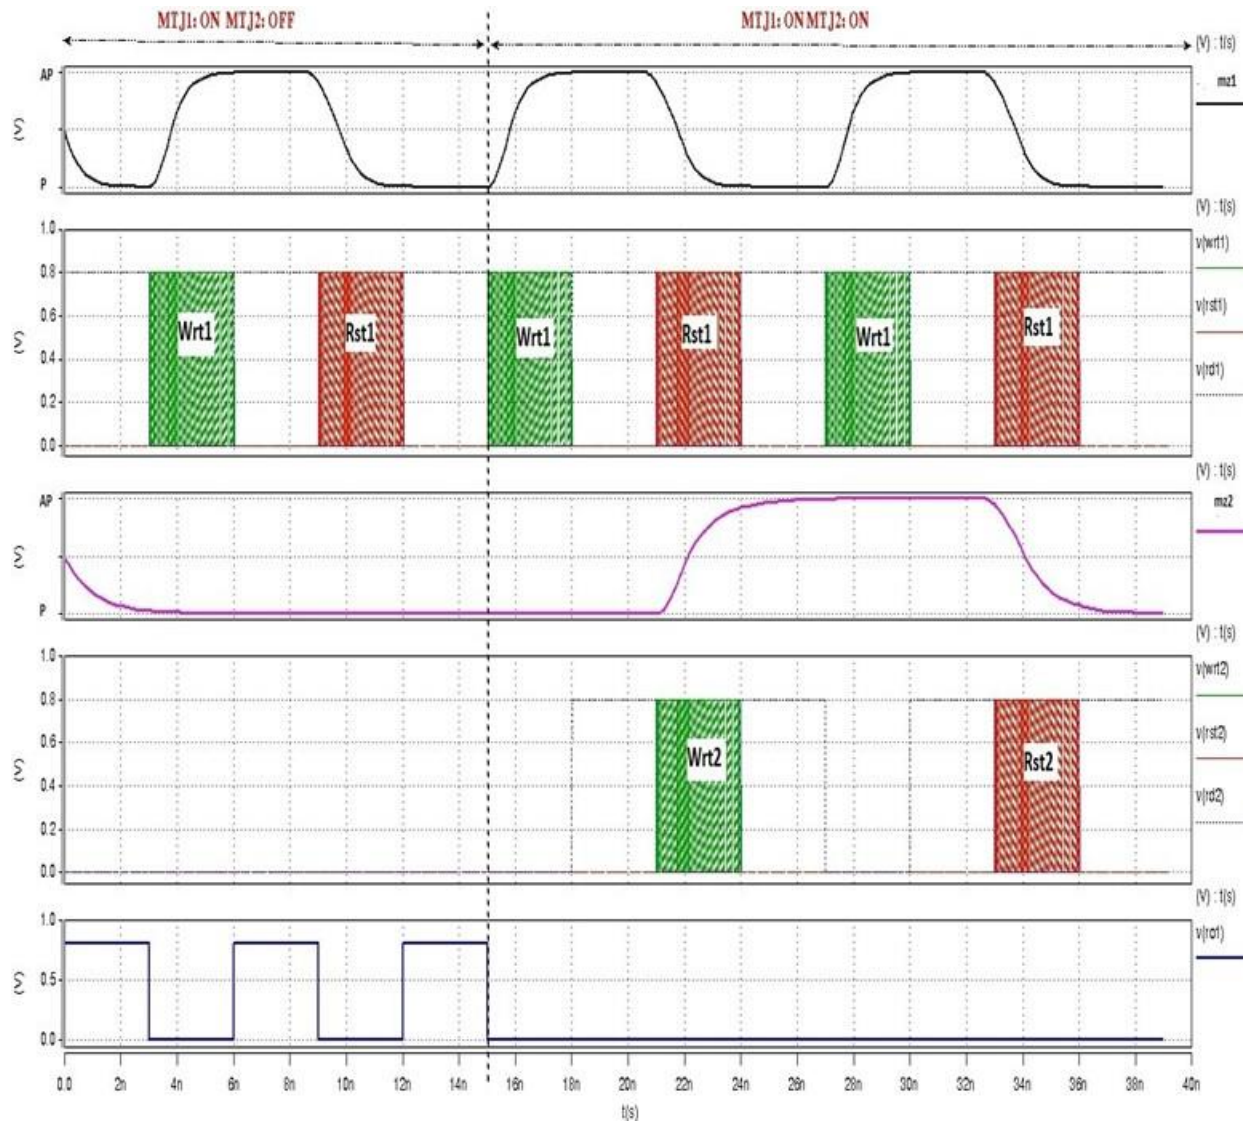 MTJ1: ON MTJ2: OFF
MTJ1: ON MTJ2: ON
(V) : t(s)
AP
mz1
(V)
P
(V) : t(s)
1.0
v(wrt1)
0.8
v(rst1)
0.6
Wrt1 Rst1 Wrt1 Rst1 Wrt1 Rst1
(V)
0.4
v(rd1)
0.2
0.0
(V) : t(s)
AP
mz2
(V)
P
(V) : t(s)
1.0
v(wrt2)
0.8
v(rst2)
0.6
Wrt2 Rst2
(V)
0.4
v(rd2)
0.2
0.0
(V) : t(s)
1.0
0.5
(V)
0.0
0.0 2n 4n 6n 8n 10n 12n 14n 16n 18n 20n 22n 24n 26n 28n 30n 32n 34n 36n 38n 40n
t(s)